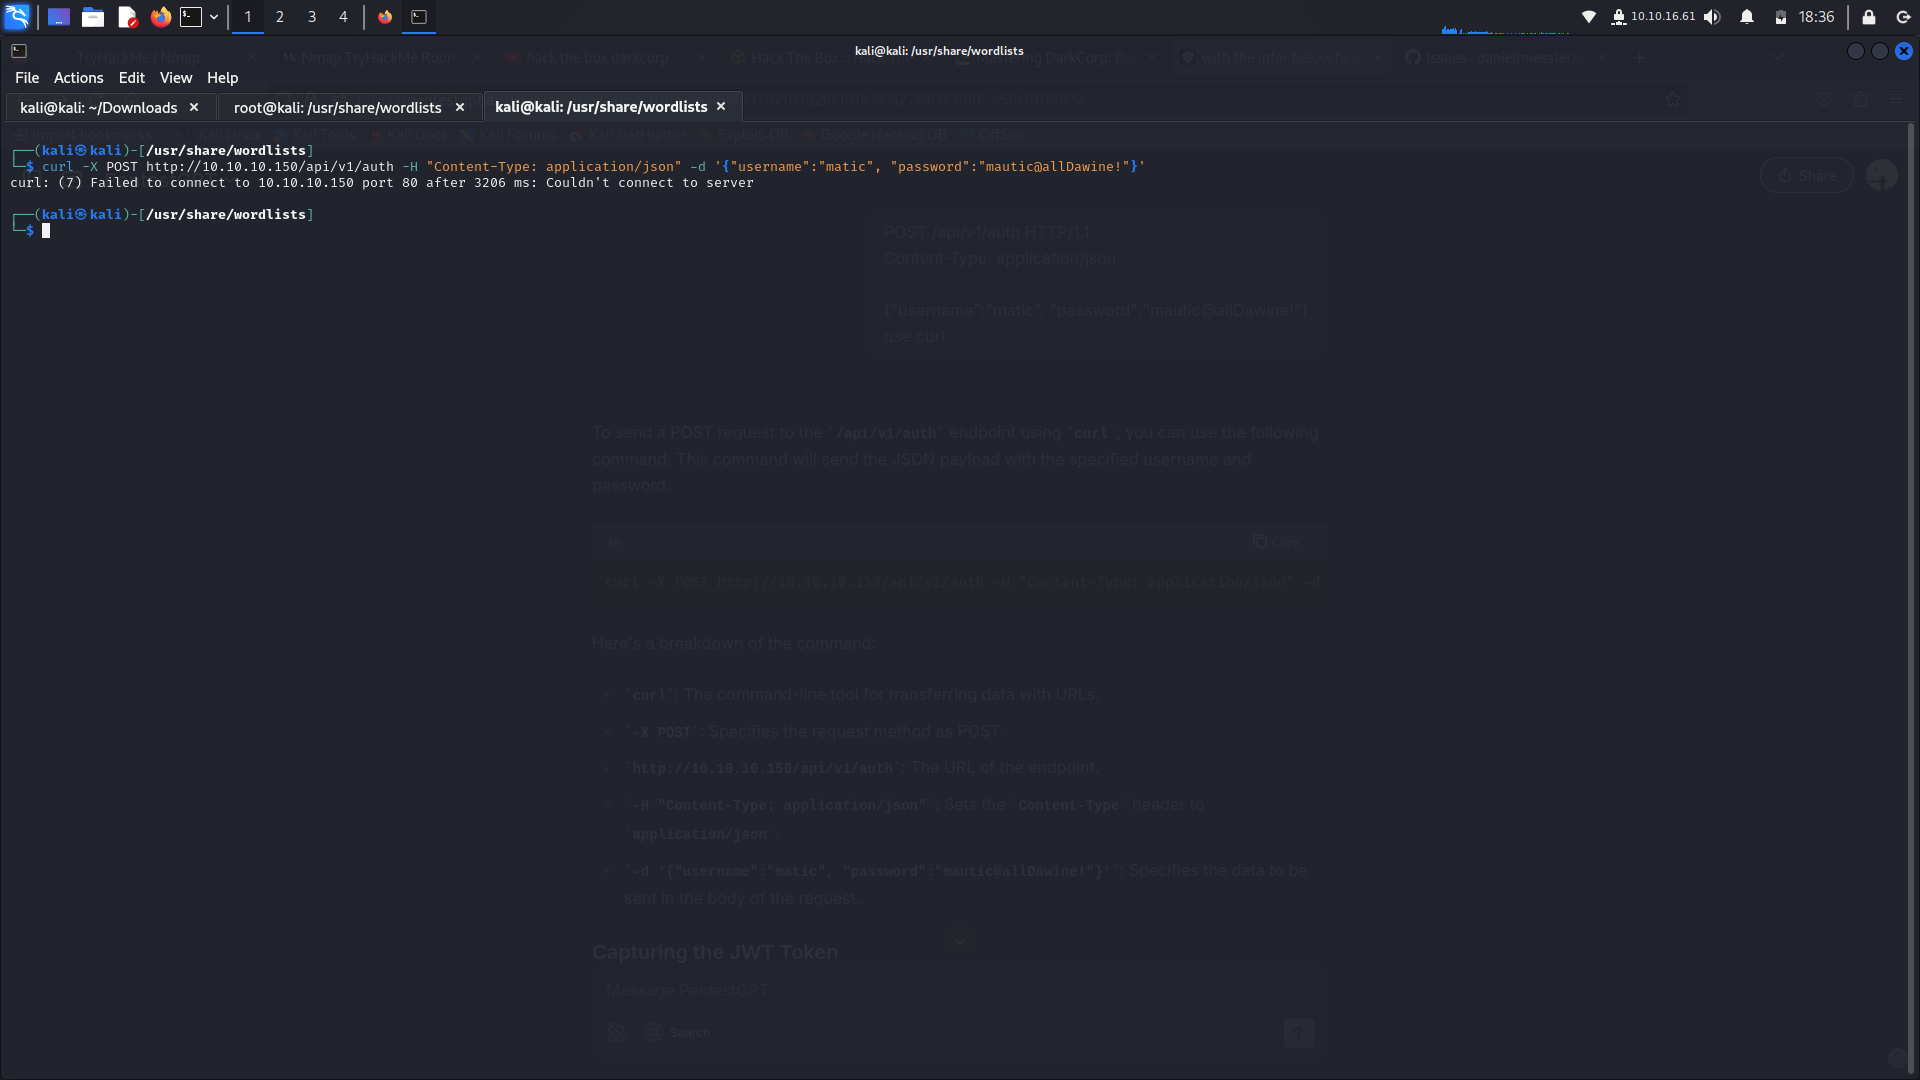 1 2 3 4 10.10.16.61 18:36
kali@kali: /usr/share/wordlists
TryHackMe | Nmap Nmap TryHackMe Room hack the box darkcorp. Hack The Box :: Mastering DarkCorp: Be with the infor below hel Issues - danielmiessler/S
File Actions Edit View Help
kali@kali: ~/Downloads × root@kali: /usr/share/wordlists × kali@kali: /usr/share/wordlists ×
Import bookmarks... Kali Linux Kali Tools Kali Docs Kali Forums Kali NetHunter Exploit-DB Google Hacking DB OffSec
┌──(kali㉿kali)-[/usr/share/wordlists]
└─$ curl -X POST http://10.10.10.150/api/v1/auth -H "Content-Type: application/json" -d '{"username":"matic", "password":"mautic@allDawine!"}'
curl: (7) Failed to connect to 10.10.10.150 port 80 after 3206 ms: Couldn't connect to server
Share
┌──(kali㉿kali)-[/usr/share/wordlists]
└─$
POST /api/v1/auth HTTP/1.1
Content-Type: application/json
{"username":"matic", "password":"mautic@allDawine!"}
use curl
To send a POST request to the `/api/v1/auth` endpoint using `curl`, you can use the following
command. This command will send the JSON payload with the specified username and
password.
sh Copy
curl -X POST http://10.10.10.150/api/v1/auth -H "Content-Type: application/json" -d
Here's a breakdown of the command:
`curl`: The command-line tool for transferring data with URLs.
`-X POST`: Specifies the request method as POST.
`http://10.10.10.150/api/v1/auth`: The URL of the endpoint.
`-H "Content-Type: application/json"`: Sets the `Content-Type` header to
`application/json`.
`-d '{"username":"matic", "password":"mautic@allDawine!"}'`: Specifies the data to be
sent in the body of the request.
Capturing the JWT Token
Message PentestGPT
Search